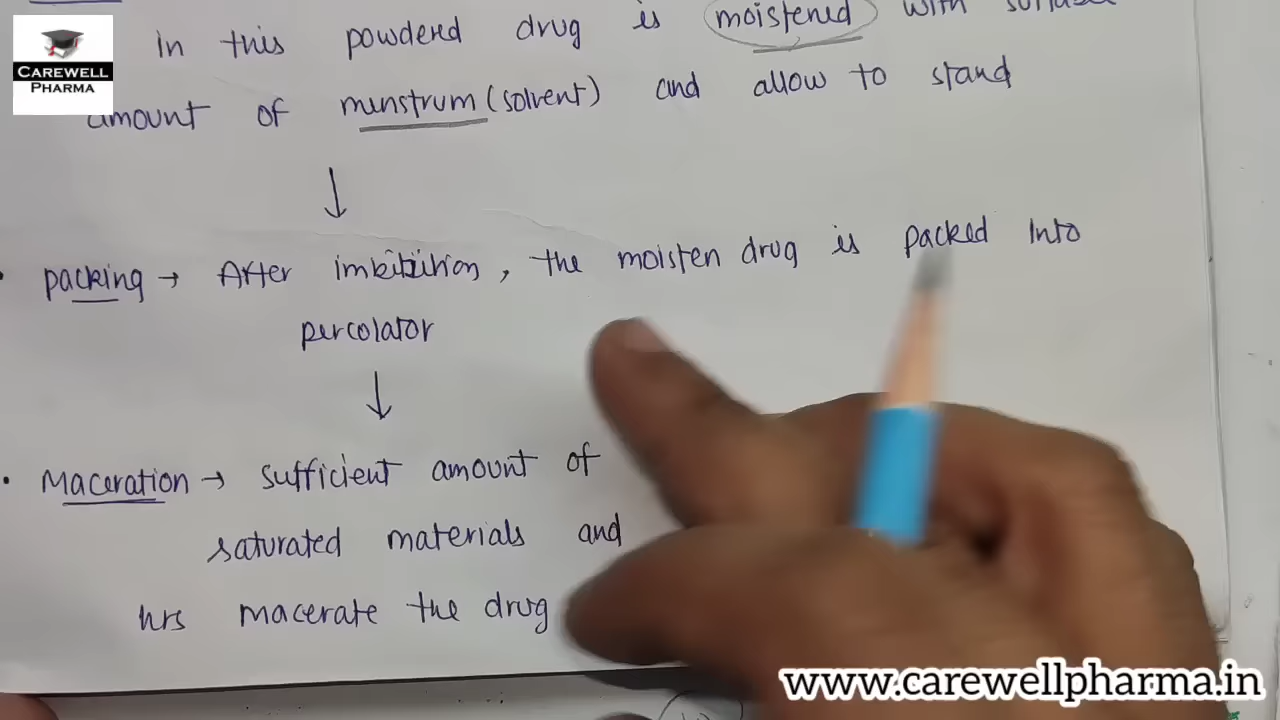 CAREWELL
PHARMA
in this powdered drug is moistened with
amount of menstrum (solvent) and allow to stand
↓
• packing → After imbibition, the moisten drug is packed into
percolator
↓
• Maceration → sufficient amount of
saturated materials and
hrs macerate the drug
www.carewellpharma.in